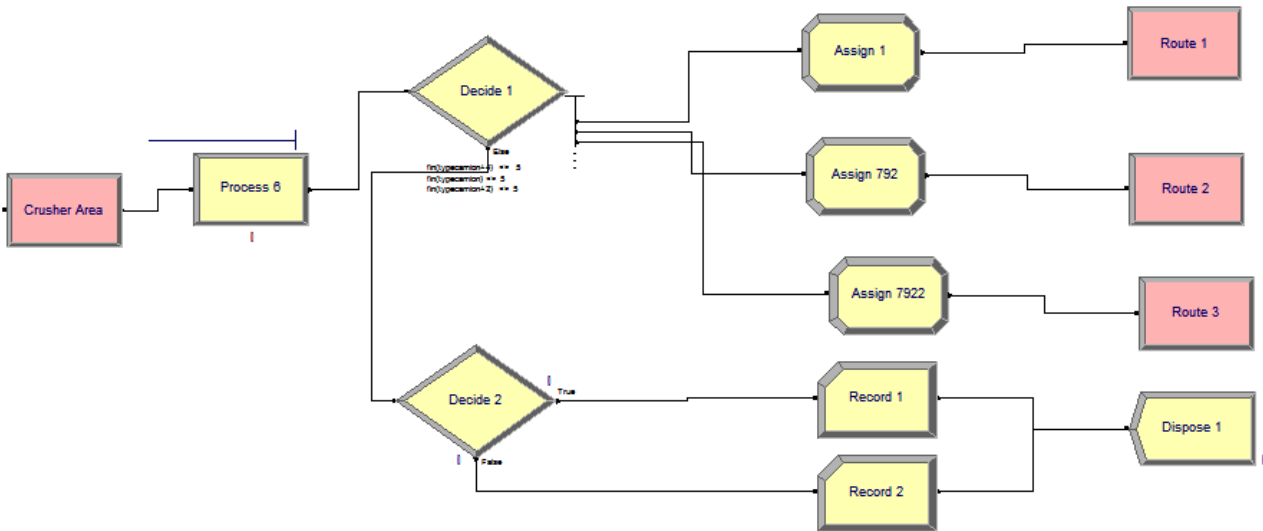 Crusher Area
Process 6
Decide 1
Else
Assign 1
Route 1
Assign 792
Route 2
Assign 7922
Route 3
Decide 2
True
False
Record 1
Record 2
Dispose 1